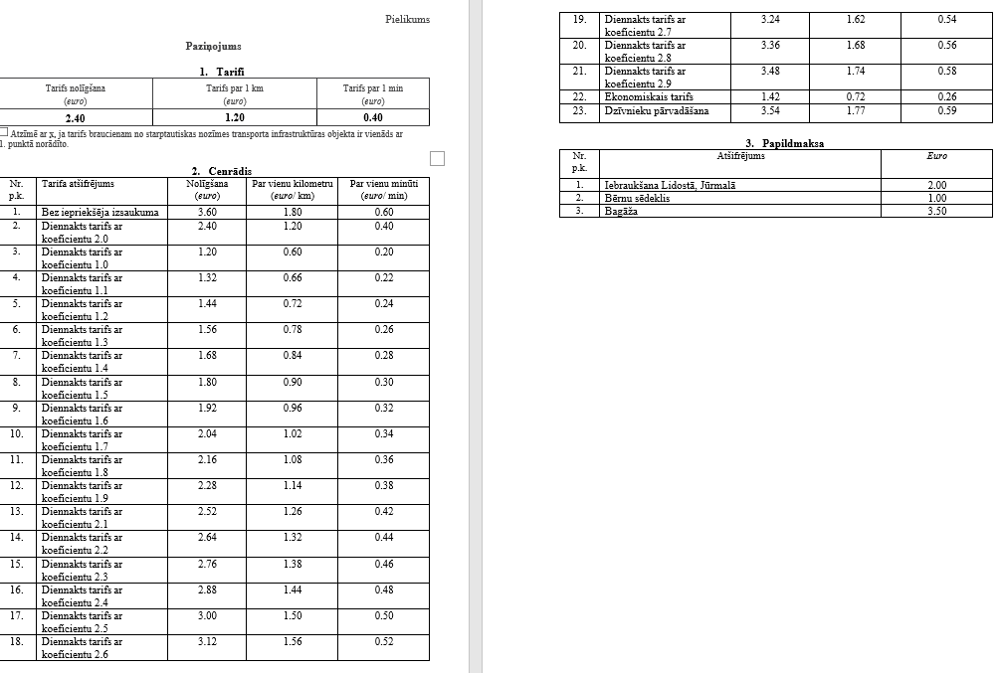 Pielikums
Paziņojums
1. Tarifi
Tarifs nolīgšana Tarifs par 1 km Tarifs par 1 min
(euro) (euro) (euro)
2.40 1.20 0.40
Atzīmē ar x, ja tarifs braucienam no starptautiskas nozīmes transporta infrastruktūras objekta ir vienāds ar
1. punktā norādīto.
2. Cenrādis
Nr. Tarifa atšifrējums Nolīgšana Par vienu kilometru Par vienu minūti
p.k. (euro) (euro/ km) (euro/ min)
1. Bez iepriekšēja izsaukuma 3.60 1.80 0.60
2. Diennakts tarifs ar 2.40 1.20 0.40
koeficientu 2.0
3. Diennakts tarifs ar 1.20 0.60 0.20
koeficientu 1.0
4. Diennakts tarifs ar 1.32 0.66 0.22
koeficientu 1.1
5. Diennakts tarifs ar 1.44 0.72 0.24
koeficientu 1.2
6. Diennakts tarifs ar 1.56 0.78 0.26
koeficientu 1.3
7. Diennakts tarifs ar 1.68 0.84 0.28
koeficientu 1.4
8. Diennakts tarifs ar 1.80 0.90 0.30
koeficientu 1.5
9. Diennakts tarifs ar 1.92 0.96 0.32
koeficientu 1.6
10. Diennakts tarifs ar 2.04 1.02 0.34
koeficientu 1.7
11. Diennakts tarifs ar 2.16 1.08 0.36
koeficientu 1.8
12. Diennakts tarifs ar 2.28 1.14 0.38
koeficientu 1.9
13. Diennakts tarifs ar 2.52 1.26 0.42
koeficientu 2.1
14. Diennakts tarifs ar 2.64 1.32 0.44
koeficientu 2.2
15. Diennakts tarifs ar 2.76 1.38 0.46
koeficientu 2.3
16. Diennakts tarifs ar 2.88 1.44 0.48
koeficientu 2.4
17. Diennakts tarifs ar 3.00 1.50 0.50
koeficientu 2.5
18. Diennakts tarifs ar 3.12 1.56 0.52
koeficientu 2.6
19. Diennakts tarifs ar 3.24 1.62 0.54
koeficientu 2.7
20. Diennakts tarifs ar 3.36 1.68 0.56
koeficientu 2.8
21. Diennakts tarifs ar 3.48 1.74 0.58
koeficientu 2.9
22. Ekonomiskais tarifs 1.42 0.72 0.26
23. Dzīvnieku pārvadāšana 3.54 1.77 0.59
3. Papildmaksa
Nr. Atšifrējums Euro
p.k.
1. Iebraukšana Lidostā, Jūrmalā 2.00
2. Bērnu sēdeklis 1.00
3. Bagāža 3.50